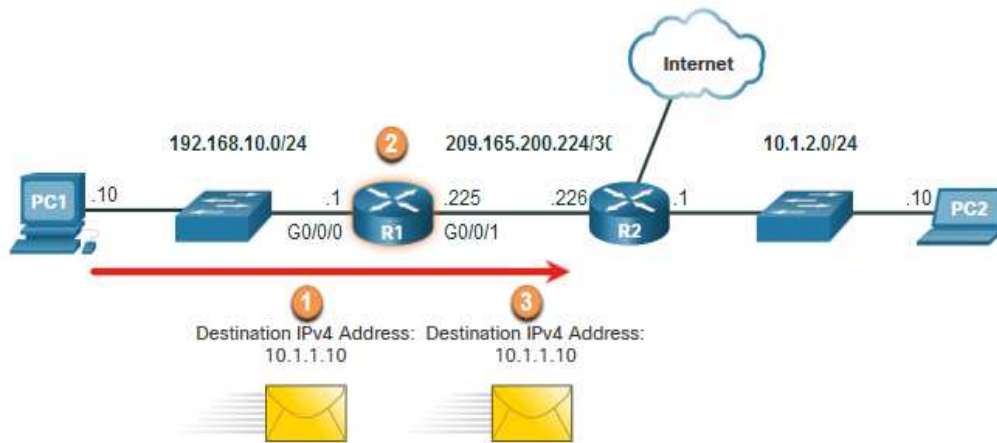 Internet
192.168.10.0/24
2
209.165.200.224/30
10.1.2.0/24
PC1
.10
.1
R1
.225
.226
R2
.1
.10
PC2
G0/0/0
G0/0/1
1
3
Destination IPv4 Address:
10.1.1.10
Destination IPv4 Address:
10.1.1.10